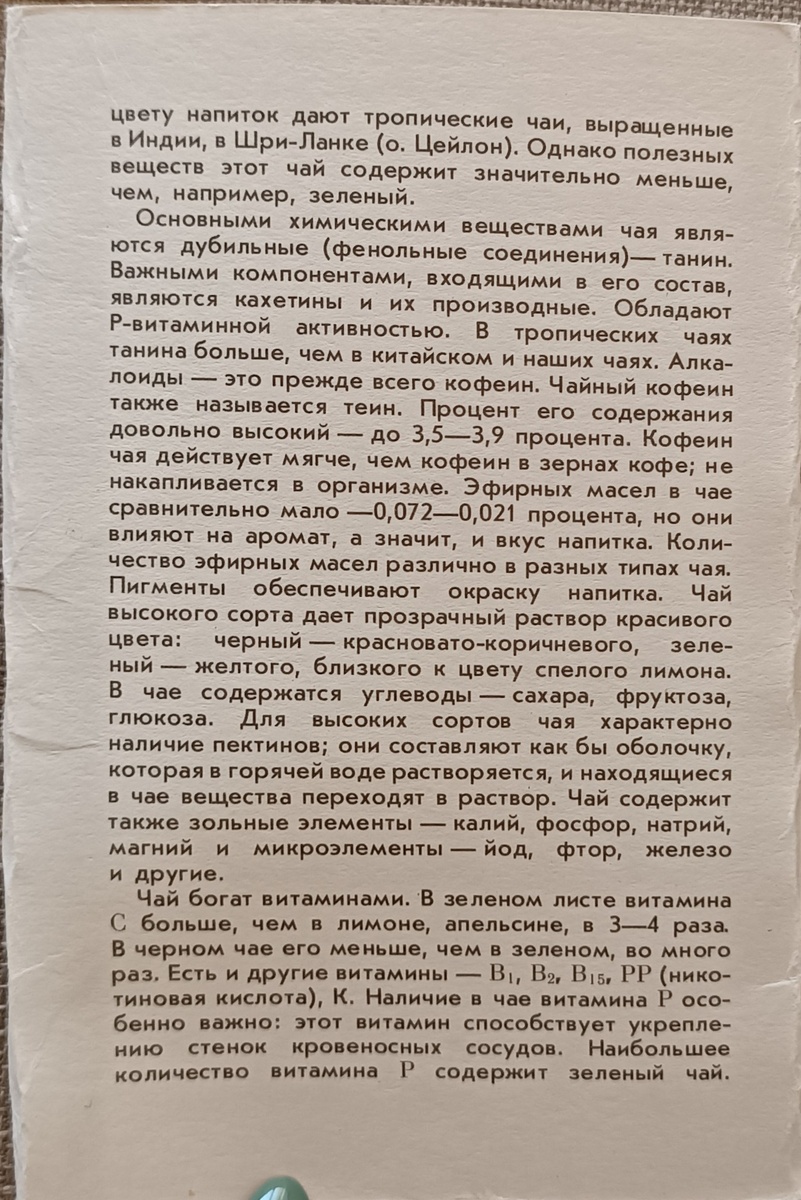 цвету напиток дают тропические чаи, выращенные
в Индии, в Шри-Ланке (о. Цейлон). Однако полезных
веществ этот чай содержит значительно меньше,
чем, например, зеленый.
Основными химическими веществами чая явля-
ются дубильные (фенольные соединения)— танин.
Важными компонентами, входящими в его состав,
являются кахетины и их производные. Обладают
Р-витаминной активностью. В тропических чаях
танина больше, чем в китайском и наших чаях. Алка-
лоиды — это прежде всего кофеин. Чайный кофеин
также называется теин. Процент его содержания
довольно высокий — до 3,5—3,9 процента. Кофеин
чая действует мягче, чем кофеин в зернах кофе; не
накапливается в организме. Эфирных масел в чае
сравнительно мало —0,072—0,021 процента, но они
влияют на аромат, а значит, и вкус напитка. Коли-
чество эфирных масел различно в разных типах чая.
Пигменты обеспечивают окраску напитка. Чай
высокого сорта дает прозрачный раствор красивого
цвета: черный — красновато-коричневого, зеле-
ный — желтого, близкого к цвету спелого лимона.
В чае содержатся углеводы — сахара, фруктоза,
глюкоза. Для высоких сортов чая характерно
наличие пектинов; они составляют как бы оболочку,
которая в горячей воде растворяется, и находящиеся
в чае вещества переходят в раствор. Чай содержит
также зольные элементы — калий, фосфор, натрий,
магний и микроэлементы — йод, фтор, железо
и другие.
Чай богат витаминами. В зеленом листе витамина
С больше, чем в лимоне, апельсине, в 3—4 раза.
В черном чае его меньше, чем в зеленом, во много
раз. Есть и другие витамины — B₁, B₂, B₁₅, PP (нико-
тиновая кислота), К. Наличие в чае витамина Р осо-
бенно важно: этот витамин способствует укрепле-
нию стенок кровеносных сосудов. Наибольшее
количество витамина Р содержит зеленый чай.